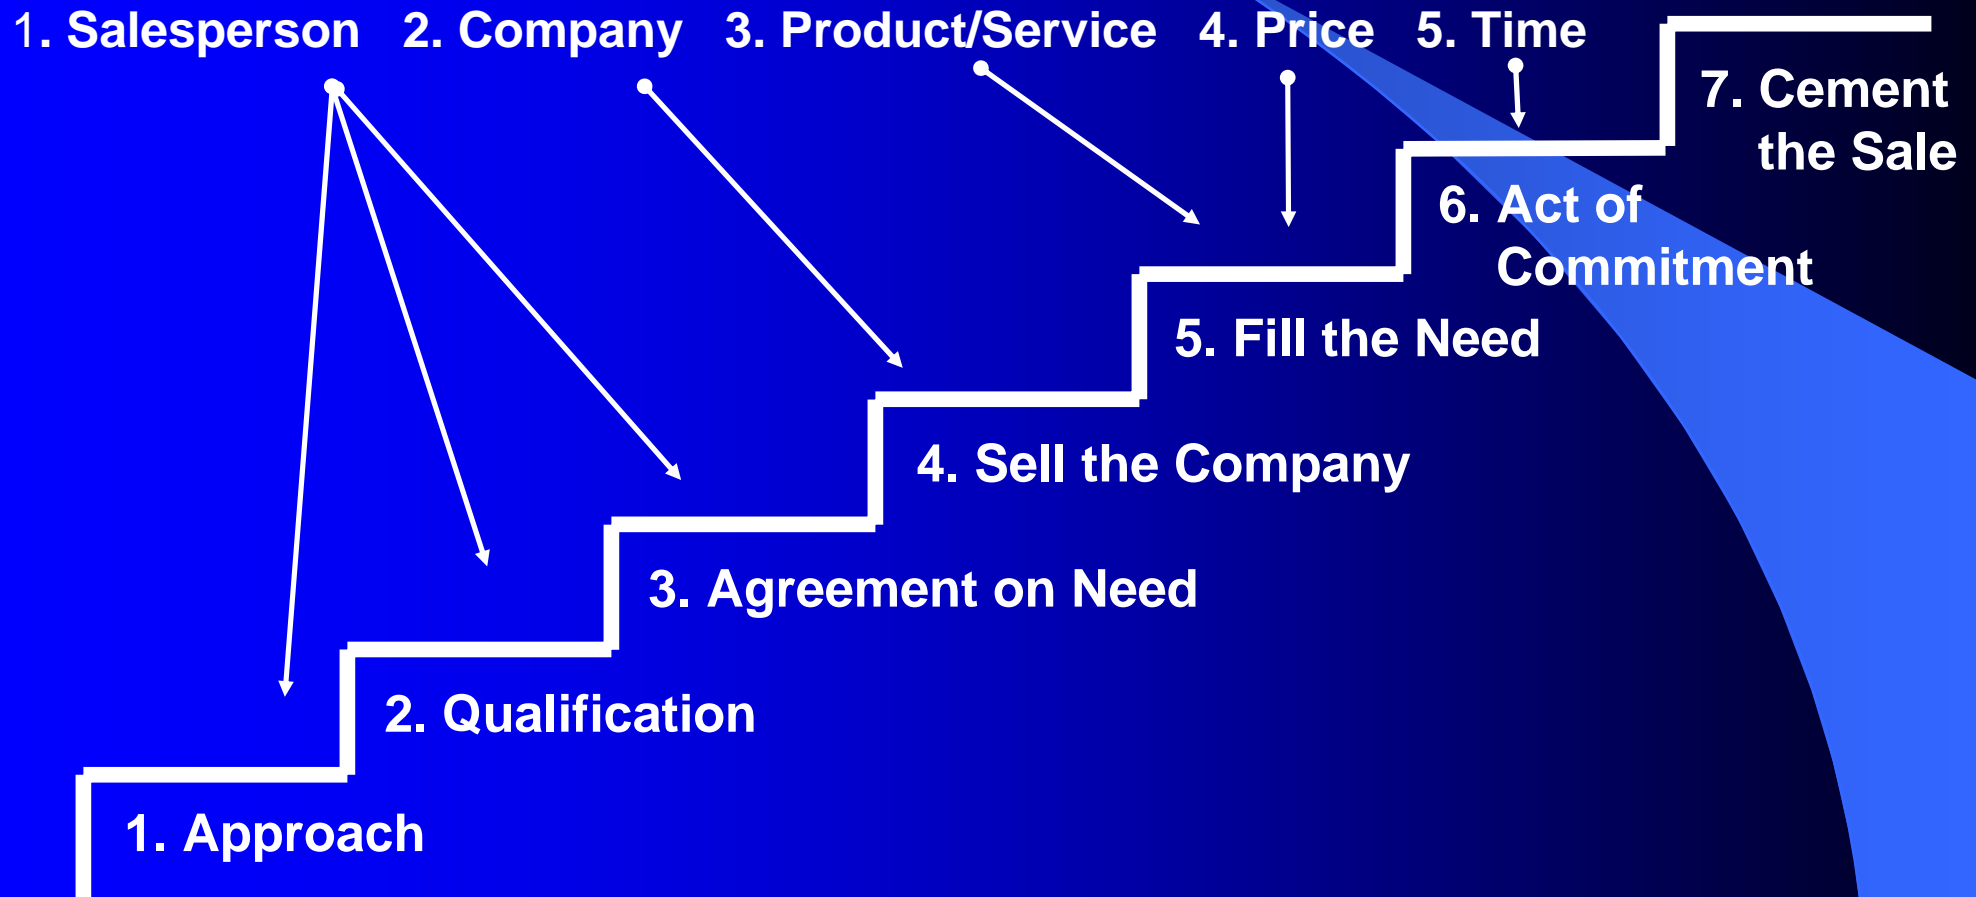 1. Salesperson 2. Company 3. Product/Service 4. Price 5. Time
7. Cement
the Sale
6. Act of
Commitment
5. Fill the Need
4. Sell the Company
3. Agreement on Need
2. Qualification
1. Approach